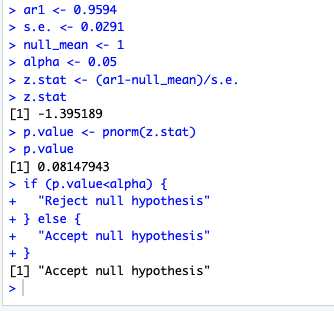 > ar1 <- 0.9594
> s.e. <- 0.0291
> null_mean <- 1
> alpha <- 0.05
> z.stat <- (ar1-null_mean)/s.e.
> z.stat
[1] -1.395189
> p.value <- pnorm(z.stat)
> p.value
[1] 0.08147943
> if (p.value<alpha) {
+   "Reject null hypothesis"
+ } else {
+   "Accept null hypothesis"
+ }
[1] "Accept null hypothesis"
>